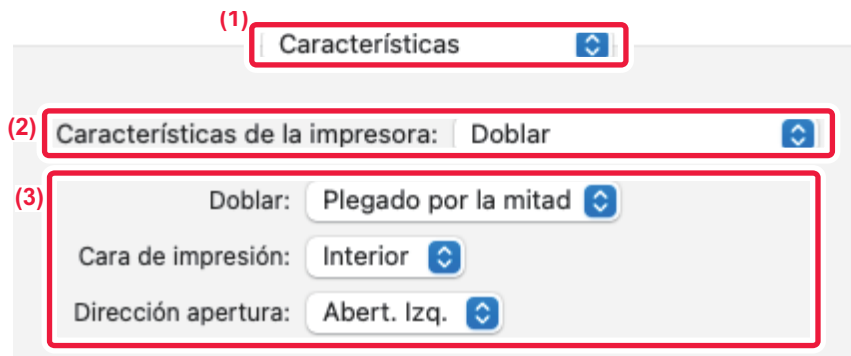 (1)
Características
(2) Características de la impresora: Doblar
(3)
Doblar: Plegado por la mitad
Cara de impresión: Interior
Dirección apertura: Abert. Izq.